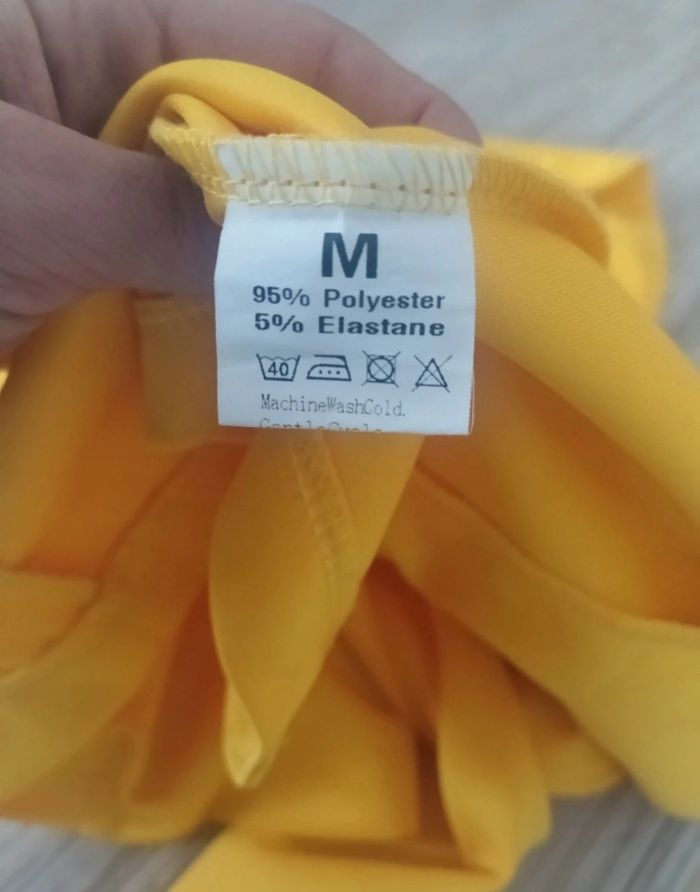 M
95% Polyester
5% Elastane
40
MachineWashCold.